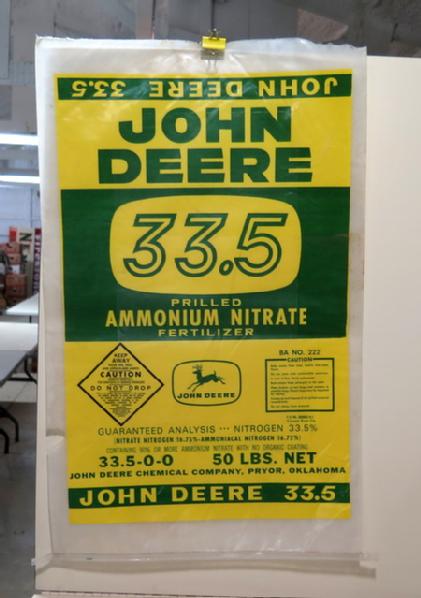 JOHN DEERE 33.5
JOHN
DEERE
33.5
PRILLED
AMMONIUM NITRATE
FERTILIZER
KEEP
AWAY
CAUTION
DO NOT DROP
JOHN DEERE
BA NO. 222
CAUTION
GUARANTEED ANALYSIS ··· NITROGEN 33.5%
(NITRATE NITROGEN 16.75%-AMMONIACAL NITROGEN 16.75%)
CONTAINING 90% OR MORE AMMONIUM NITRATE WITH NO ORGANIC COATING
33.5-0-0 50 LBS. NET
JOHN DEERE CHEMICAL COMPANY, PRYOR, OKLAHOMA
JOHN DEERE 33.5